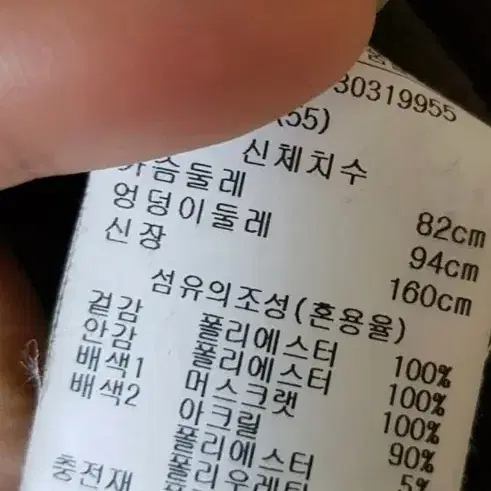 30319955
(55)
신체치수
가슴둘레 82cm
엉덩이둘레 94cm
신장 160cm
섬유의조성(혼용율)
겉감 폴리에스터 100%
안감 폴리에스터 100%
배색1 머스크랫 100%
배색2 아크릴 90%
폴리에스터 5%
충전재 폴리우레탄